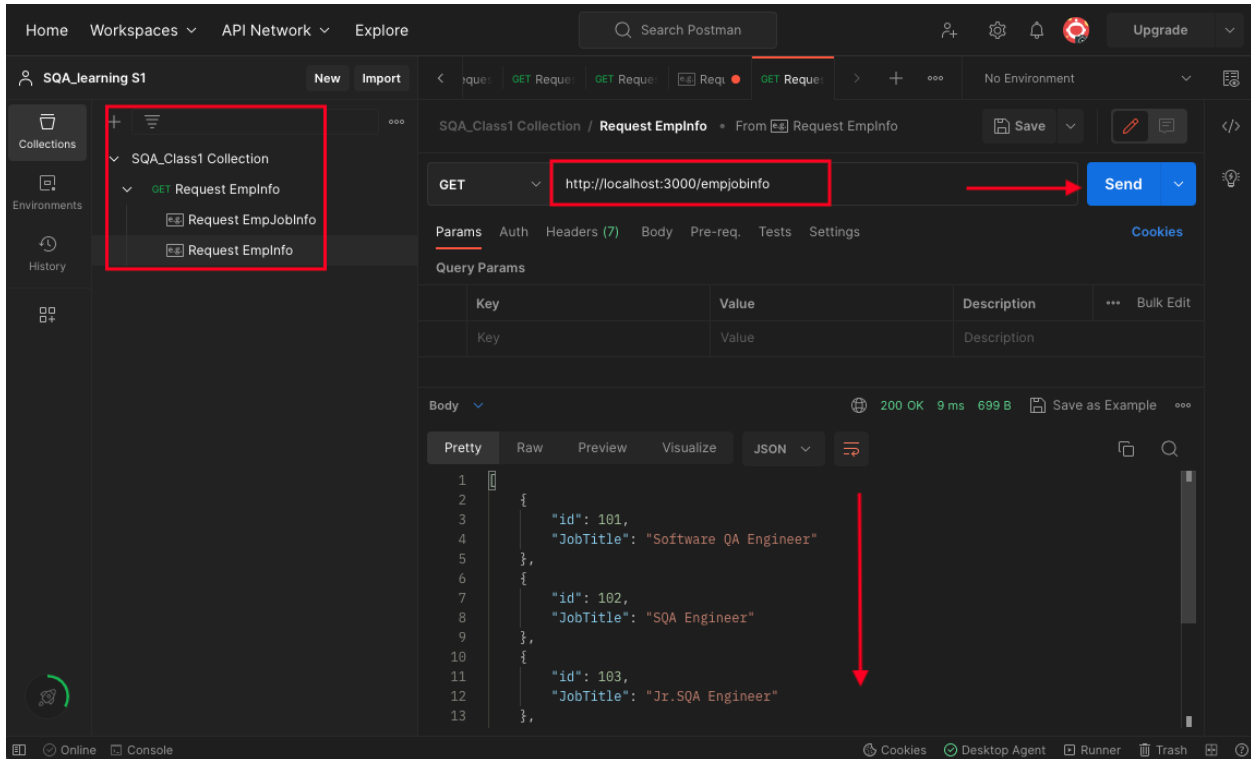 Home Workspaces API Network Explore Search Postman Upgrade
SQA_learning S1 New Import eques GET Reque GET Reque e.g. Requ GET Reque No Environment
Collections
Environments
History
SQA_Class1 Collection
GET Request EmpInfo
e.g. Request EmpJobInfo
e.g. Request EmpInfo
SQA_Class1 Collection / Request EmpInfo From e.g. Request EmpInfo Save
GET http://localhost:3000/empjobinfo Send
Params Auth Headers (7) Body Pre-req. Tests Settings Cookies
Query Params
Key Value Description Bulk Edit
Key Value Description
Body 200 OK 9 ms 699 B Save as Example
Pretty Raw Preview Visualize JSON
1 [
2 {
3 "id": 101,
4 "JobTitle": "Software QA Engineer"
5 },
6 {
7 "id": 102,
8 "JobTitle": "SQA Engineer"
9 },
10 {
11 "id": 103,
12 "JobTitle": "Jr.SQA Engineer"
13 },
Online Console Cookies Desktop Agent Runner Trash